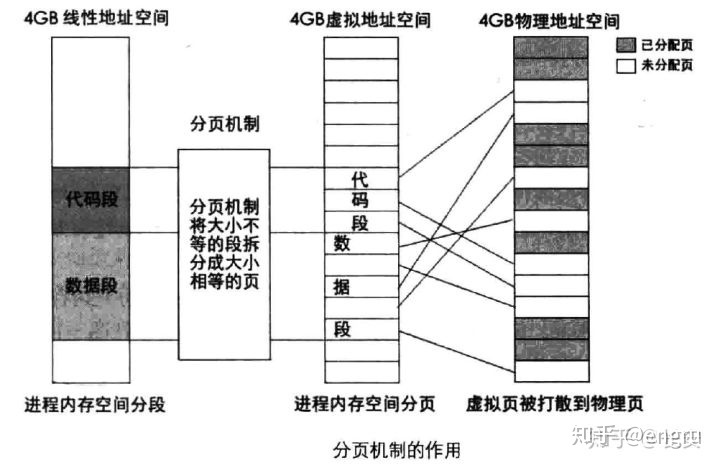 4GB 线性地址空间
4GB虚拟地址空间
4GB物理地址空间
已分配页
未分配页
分页机制
代码段
数据段
分页机制
将大小不
等的段拆
分成大小
相等的页
代
码
段
数
据
段
进程内存空间分段
进程内存空间分页
虚拟页被打散到物理页
分页机制的作用
知乎 @engru